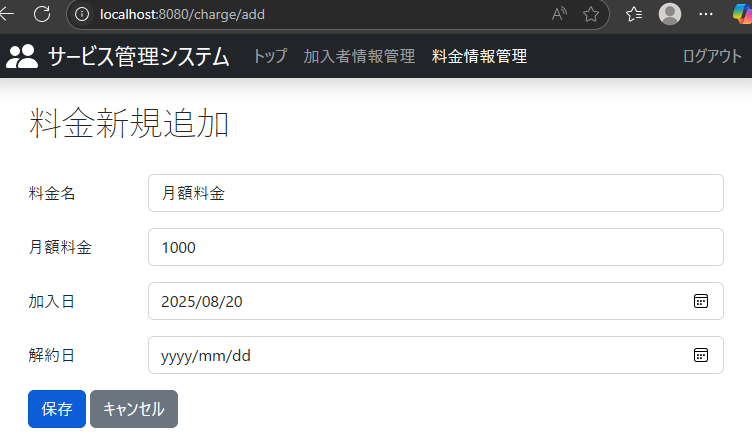 localhost:8080/charge/add
サービス管理システム トップ 加入者情報管理 料金情報管理 ログアウト
料金新規追加
料金名 月額料金
月額料金 1000
加入日 2025/08/20
解約日 yyyy/mm/dd
保存 キャンセル